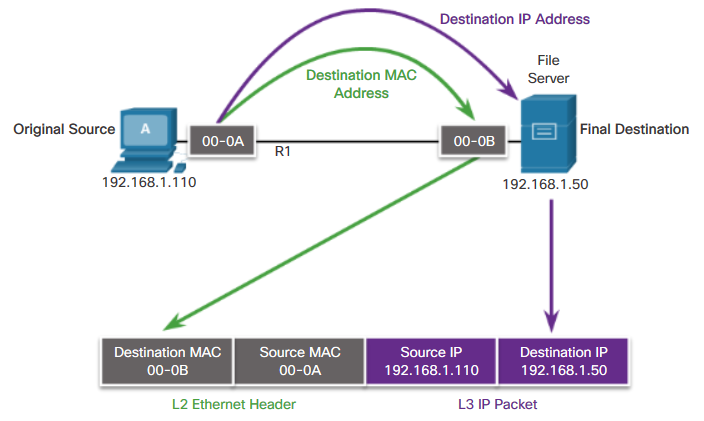 Destination IP Address
Destination MAC
Address
File
Server
Original Source
A
00-0A
R1
00-0B
Final Destination
192.168.1.110
192.168.1.50
Destination MAC
00-0B
Source MAC
00-0A
Source IP
192.168.1.110
Destination IP
192.168.1.50
L2 Ethernet Header
L3 IP Packet